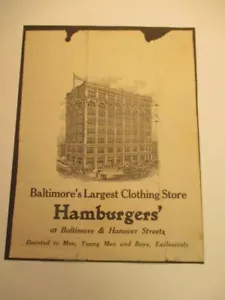 Baltimore's Largest Clothing Store
Hamburgers'
at Baltimore & Hanover Streets,
Devoted to Men, Young Men and Boys, Exclusively